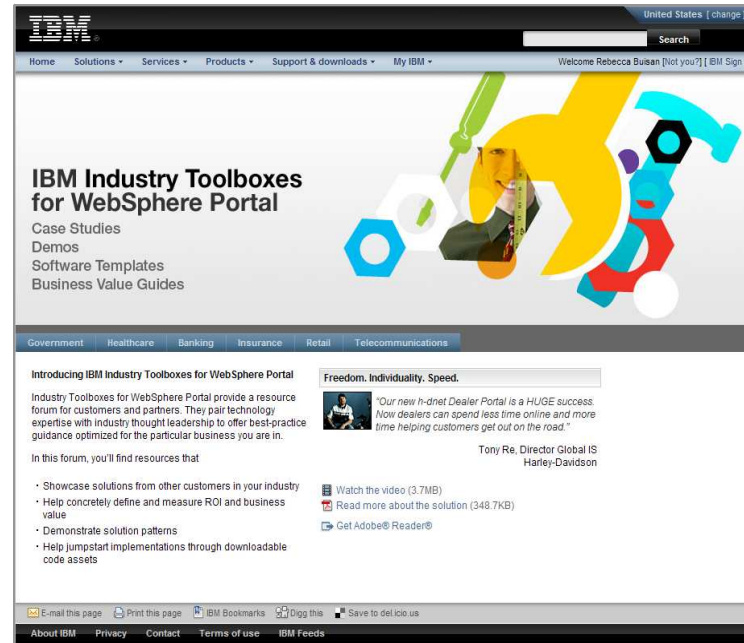 United States [ change ]
IBM®
Search
Home Solutions Services Products Support & downloads My IBM Welcome Rebecca Buisan [Not you?] [ IBM Sign
IBM Industry Toolboxes
for WebSphere Portal
Case Studies
Demos
Software Templates
Business Value Guides
Government Healthcare Banking Insurance Retail Telecommunications
Introducing IBM Industry Toolboxes for WebSphere Portal
Industry Toolboxes for WebSphere Portal provide a resource
forum for customers and partners. They pair technology
expertise with industry thought leadership to offer best-practice
guidance optimized for the particular business you are in.
In this forum, you'll find resources that
· Showcase solutions from other customers in your industry
· Help concretely define and measure ROI and business
value
· Demonstrate solution patterns
· Help jumpstart implementations through downloadable
code assets
Freedom. Individuality. Speed.
"Our new h-dnet Dealer Portal is a HUGE success.
Now dealers can spend less time online and more
time helping customers get out on the road."
Tony Re, Director Global IS
Harley-Davidson
Watch the video (3.7MB)
Read more about the solution (348.7KB)
Get Adobe® Reader®
E-mail this page Print this page IBM Bookmarks Digg this Save to del.icio.us
About IBM Privacy Contact Terms of use IBM Feeds